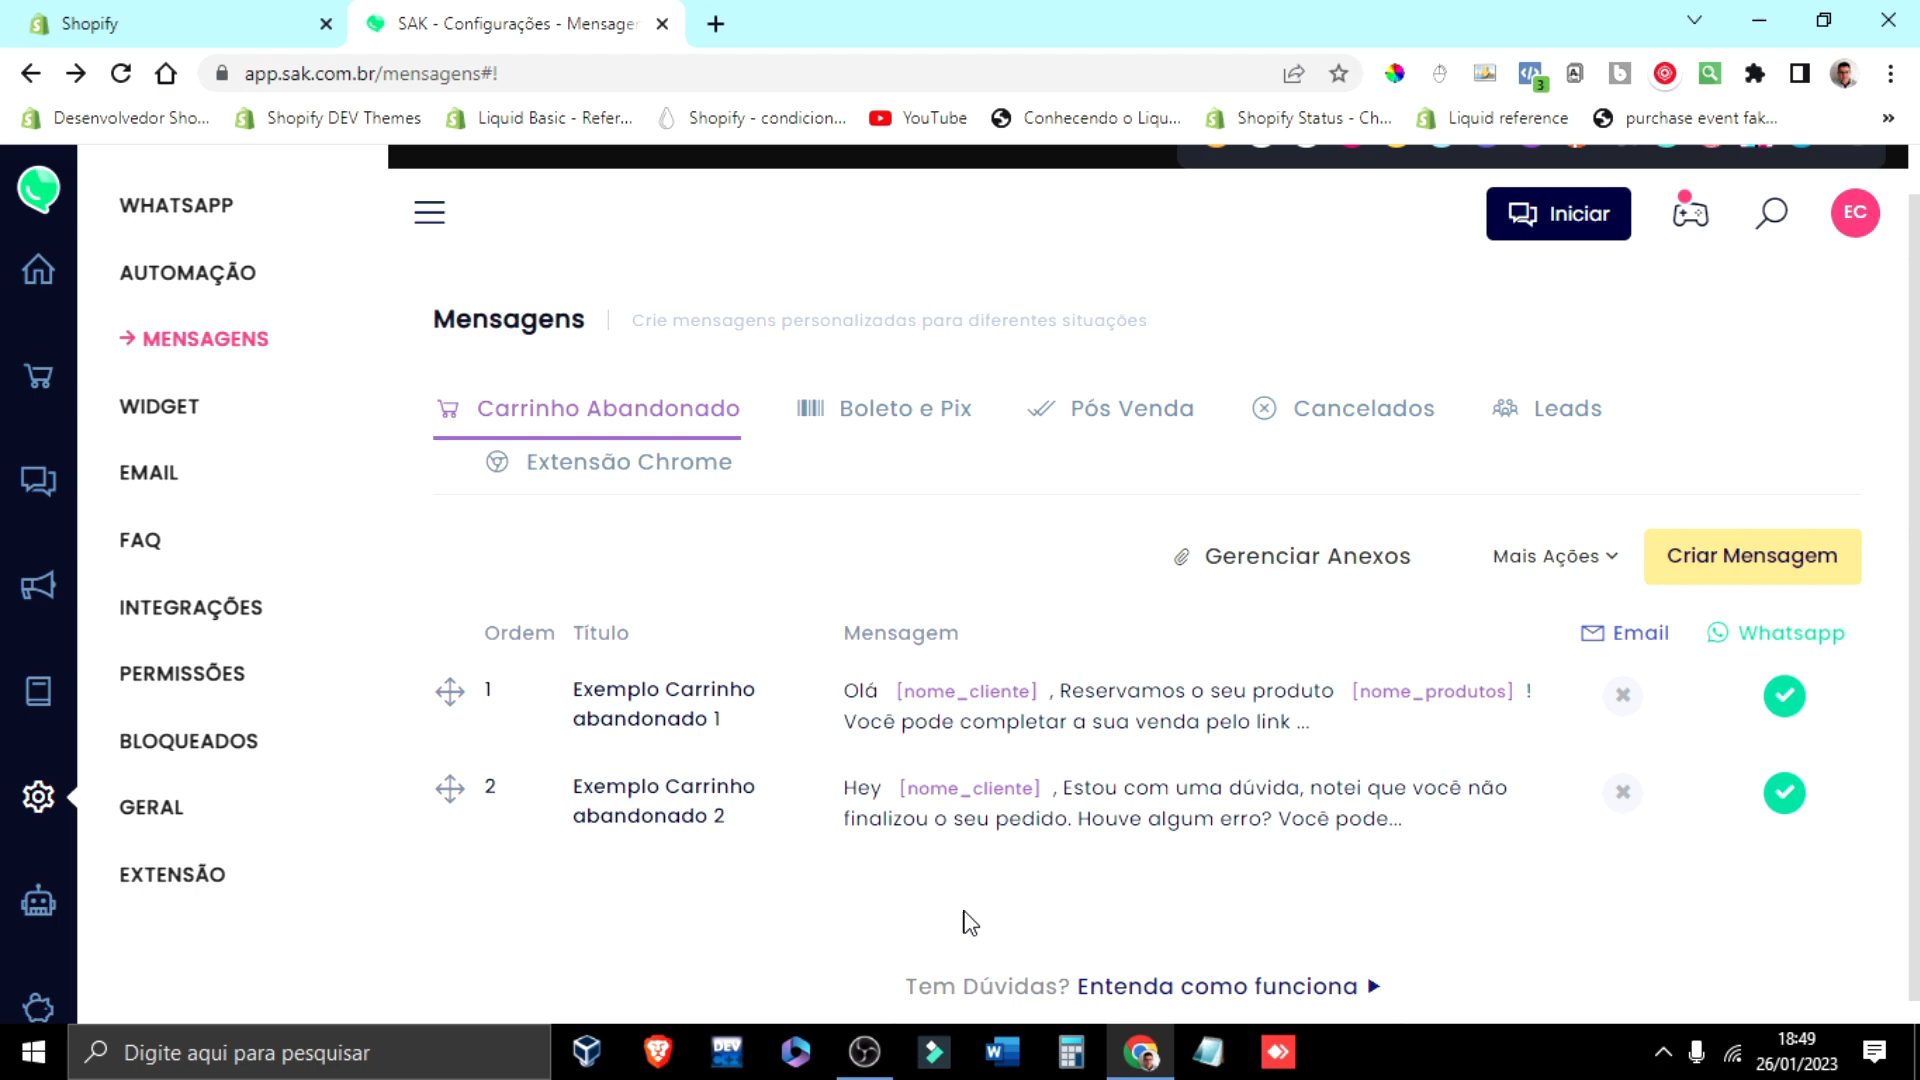 Shopify
SAK - Configurações - Mensager
app.sak.com.br/mensagens#!
3
Desenvolvedor Sho...
Shopify DEV Themes
Liquid Basic - Refer...
Shopify - condicion...
YouTube
Conhecendo o Liqu...
Shopify Status - Ch...
Liquid reference
purchase event fak...
»
WHATSAPP
AUTOMAÇÃO
MENSAGENS
WIDGET
EMAIL
FAQ
INTEGRAÇÕES
PERMISSÕES
BLOQUEADOS
GERAL
EXTENSÃO
Iniciar
EC
Mensagens
Crie mensagens personalizadas para diferentes situações
Carrinho Abandonado
Boleto e Pix
Pós Venda
Cancelados
Leads
Extensão Chrome
Gerenciar Anexos
Mais Ações
Criar Mensagem
Ordem
Título
Mensagem
Email
Whatsapp
1
Exemplo Carrinho
abandonado 1
Olá [nome_cliente] , Reservamos o seu produto [nome_produtos] !
Você pode completar a sua venda pelo link ...
2
Exemplo Carrinho
abandonado 2
Hey [nome_cliente] , Estou com uma dúvida, notei que você não
finalizou o seu pedido. Houve algum erro? Você pode...
Tem Dúvidas? Entenda como funciona
Digite aqui para pesquisar
DEV
W
18:49
26/01/2023